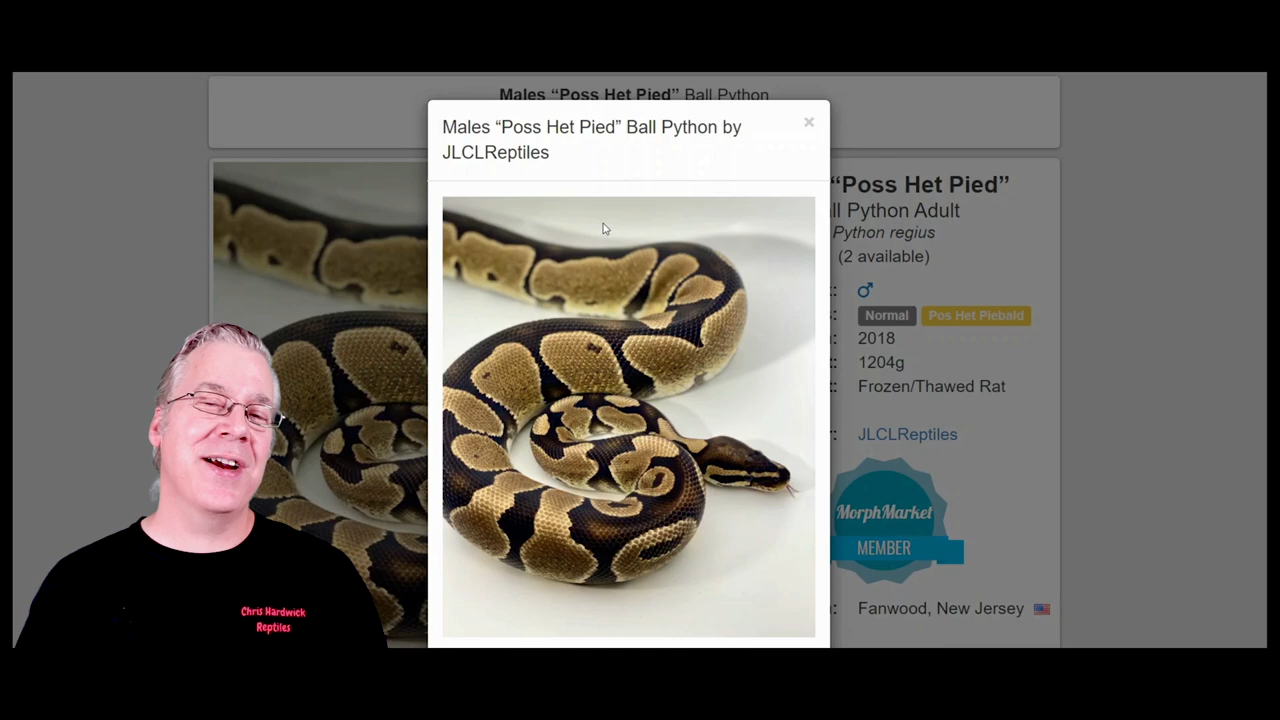 Males “Poss Het Pied” Ball Python
Males “Poss Het Pied” Ball Python by
JLCLReptiles
×
“Poss Het Pied”
Python Adult
Python regius
(2 available)
♂
Normal Pos Het Piebald
2018
1204g
Frozen/Thawed Rat
JLCLReptiles
MorphMarket
MEMBER
Fanwood, New Jersey
Chris Hardwick
Reptiles